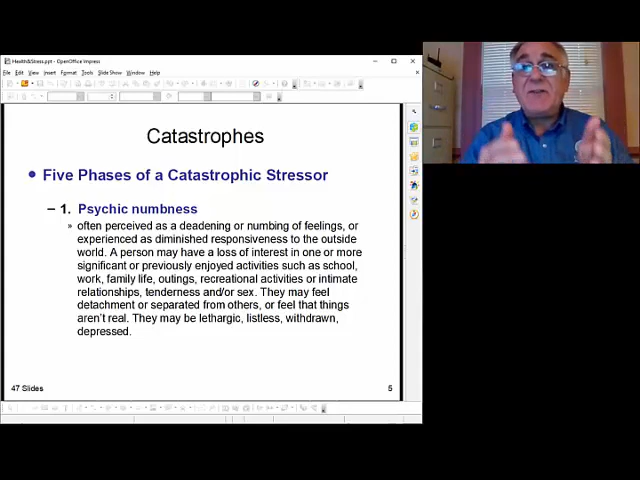 Health&Stress.ppt - OpenOffice Impress
File Edit View Insert Format Tools Slide Show Window Help
Catastrophes
• Five Phases of a Catastrophic Stressor
– 1. Psychic numbness
» often perceived as a deadening or numbing of feelings, or
experienced as diminished responsiveness to the outside
world. A person may have a loss of interest in one or more
significant or previously enjoyed activities such as school,
work, family life, outings, recreational activities or intimate
relationships, tenderness and/or sex. They may feel
detachment or separated from others, or feel that things
aren't real. They may be lethargic, listless, withdrawn,
depressed.
47 Slides
5